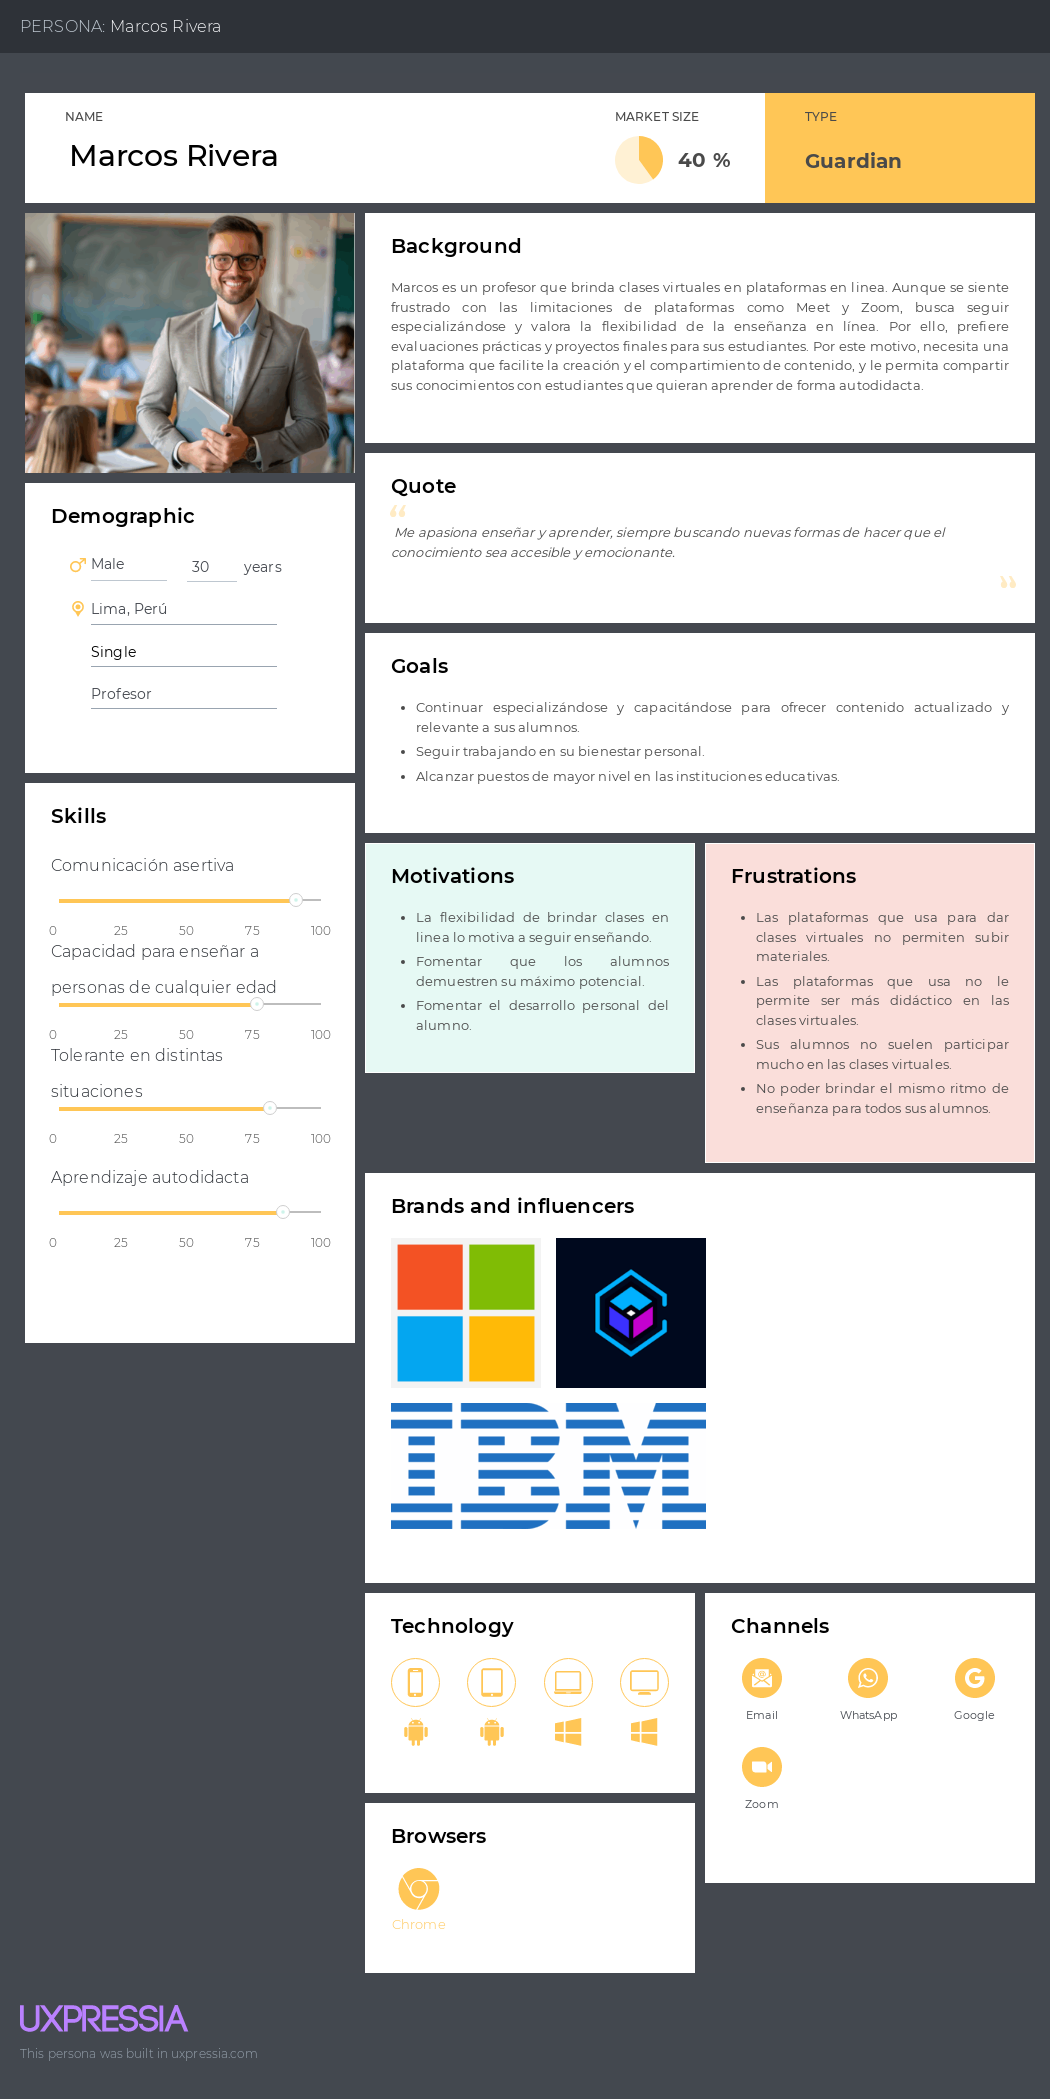 PERSONA: Marcos Rivera
NAME
Marcos Rivera
MARKET SIZE
40 %
TYPE
Guardian
Background
Marcos es un profesor que brinda clases virtuales en plataformas en linea. Aunque se siente
frustrado con las limitaciones de plataformas como Meet y Zoom, busca seguir
especializándose y valora la flexibilidad de la enseñanza en línea. Por ello, prefiere
evaluaciones prácticas y proyectos finales para sus estudiantes. Por este motivo, necesita una
plataforma que facilite la creación y el compartimiento de contenido, y le permita compartir
sus conocimientos con estudiantes que quieran aprender de forma autodidacta.
Quote
“
Me apasiona enseñar y aprender, siempre buscando nuevas formas de hacer que el
conocimiento sea accesible y emocionante.
”
Demographic
Male
30 years
Lima, Perú
Single
Profesor
Goals
• Continuar especializándose y capacitándose para ofrecer contenido actualizado y
relevante a sus alumnos.
• Seguir trabajando en su bienestar personal.
• Alcanzar puestos de mayor nivel en las instituciones educativas.
Skills
Comunicación asertiva
0 25 50 75 100
Capacidad para enseñar a
personas de cualquier edad
0 25 50 75 100
Tolerante en distintas
situaciones
0 25 50 75 100
Aprendizaje autodidacta
0 25 50 75 100
Motivations
• La flexibilidad de brindar clases en
linea lo motiva a seguir enseñando.
• Fomentar que los alumnos
demuestren su máximo potencial.
• Fomentar el desarrollo personal del
alumno.
Frustrations
• Las plataformas que usa para dar
clases virtuales no permiten subir
materiales.
• Las plataformas que usa no le
permite ser más didáctico en las
clases virtuales.
• Sus alumnos no suelen participar
mucho en las clases virtuales.
• No poder brindar el mismo ritmo de
enseñanza para todos sus alumnos.
Brands and influencers
IBM
Technology
Channels
Email
WhatsApp
Google
Zoom
Browsers
Chrome
UXPRESSIA
This persona was built in uxpressia.com